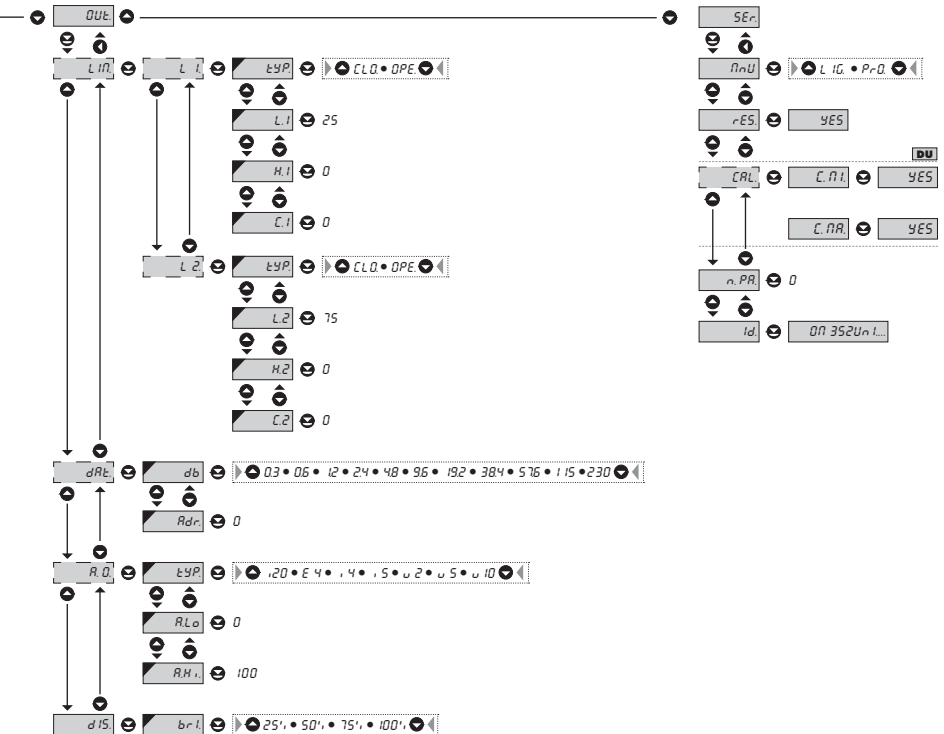 OUt. SEr.
LIM. L 1. tYP. CLO. • OPE. MnU LIG. • PrO.
L.1 25 rES. YES
DU
H.1 0 CAL. C. MI. YES
C.1 0 C. MA. YES
L 2. tYP. CLO. • OPE. n. PA. 0
L.2 75 Id. OM 352UnI....
H.2 0
C.2 0
dAt. db 0.3 • 0.6 • 1.2 • 2.4 • 4.8 • 9.6 • 19.2 • 38.4 • 57.6 • 115 • 230
Adr. 0
A. O. tYP. i20 • E 4 • i 4 • i 5 • u 2 • u 5 • u 10
A.Lo 0
A.Hi. 100
dIS. brI. 25% • 50% • 75% • 100%